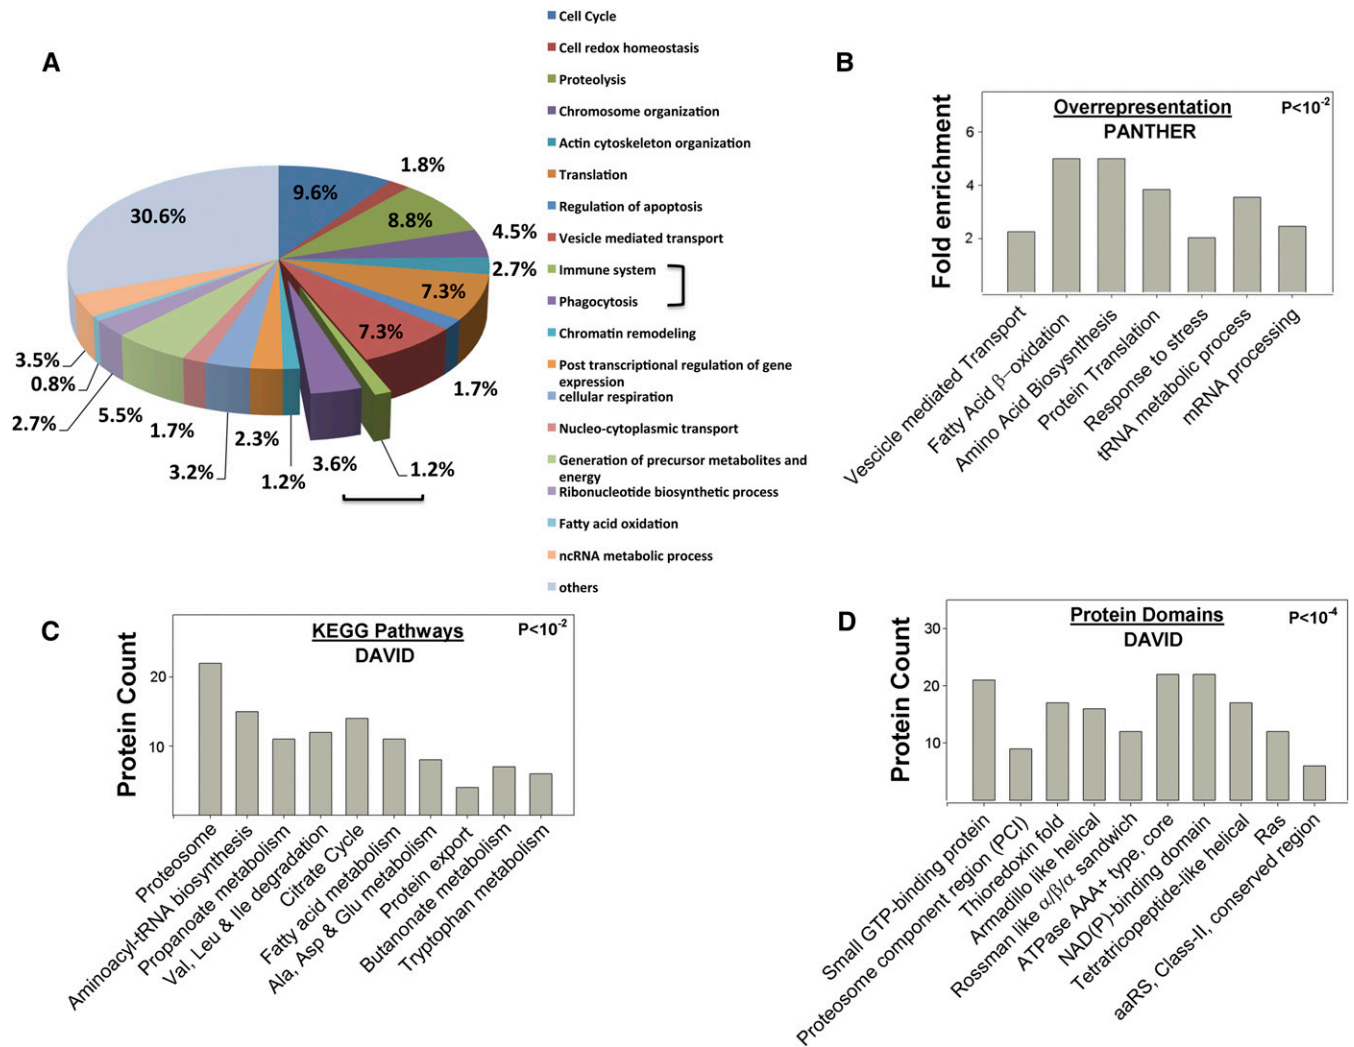 A
Cell Cycle
Cell redox homeostasis
Proteolysis
Chromosome organization
Actin cytoskeleton organization
Translation
Regulation of apoptosis
Vesicle mediated transport
Immune system
Phagocytosis
Chromatin remodeling
Post transcriptional regulation of gene
expression
cellular respiration
Nucleo-cytoplasmic transport
Generation of precursor metabolites and
energy
Ribonucleotide biosynthetic process
Fatty acid oxidation
ncRNA metabolic process
others
9.6%
1.8%
8.8%
4.5%
2.7%
7.3%
1.7%
7.3%
1.2%
3.6%
1.2%
2.3%
3.2%
1.7%
5.5%
2.7%
0.8%
3.5%
30.6%
B
Overrepresentation
PANTHER
P<10-2
Fold enrichment
6
4
2
Vescicle mediated Transport
Fatty Acid β–oxidation
Amino Acid Biosynthesis
Protein Translation
Response to stress
tRNA metabolic process
mRNA processing
C
KEGG Pathways
DAVID
P<10-2
Protein Count
20
10
Proteosome
Aminoacyl-tRNA biosynthesis
Propanoate metabolism
Val, Leu & Ile degradation
Citrate Cycle
Fatty acid metabolism
Ala, Asp & Glu metabolism
Protein export
Butanonate metabolism
Tryptophan metabolism
D
Protein Domains
DAVID
P<10-4
Protein Count
30
20
10
Small GTP-binding protein
Proteosome component region (PCI)
Thioredoxin fold
Armadillo like helical
Rossman like α/β/α sandwich
ATPase AAA+ type, core
NAD(P)-binding domain
Tetratricopeptide-like helical
Ras
aaRS, Class-II, conserved region